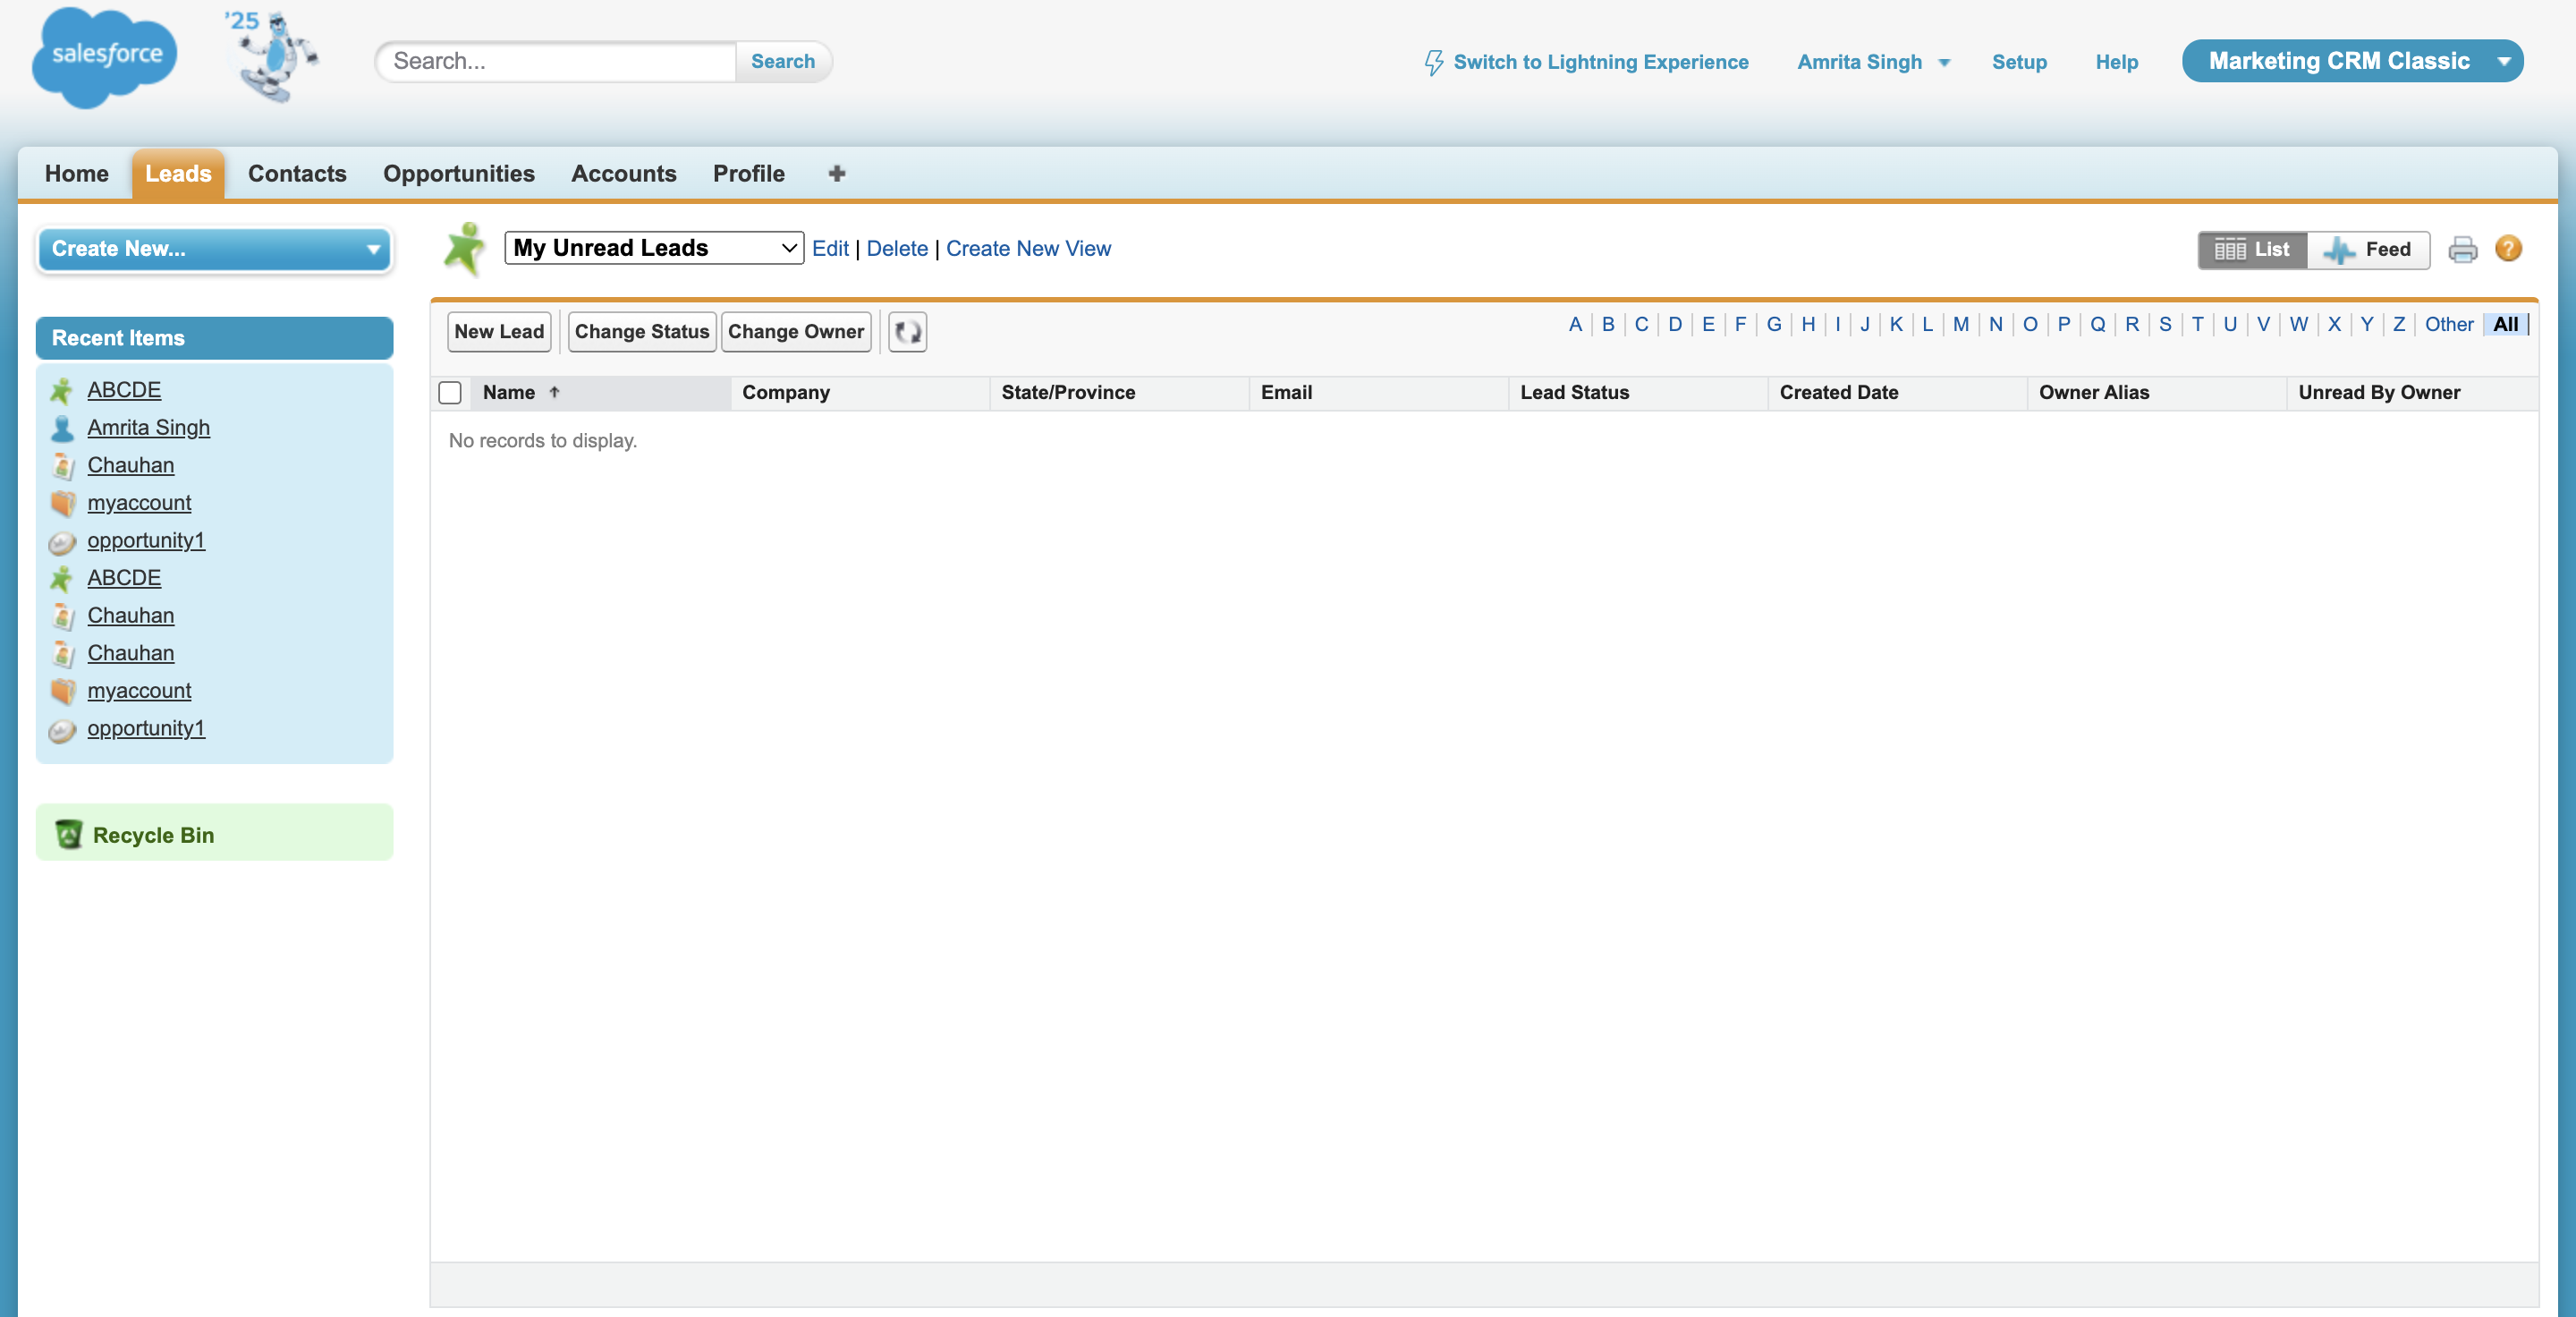 salesforce
'25
Search...
Search
Switch to Lightning Experience
Amrita Singh
Setup
Help
Marketing CRM Classic
Home
Leads
Contacts
Opportunities
Accounts
Profile
Create New...
My Unread Leads
Edit | Delete | Create New View
List
Feed
?
Recent Items
ABCDE
Amrita Singh
Chauhan
myaccount
opportunity1
ABCDE
Chauhan
Chauhan
myaccount
opportunity1
Recycle Bin
New Lead
Change Status
Change Owner
A | B | C | D | E | F | G | H | I | J | K | L | M | N | O | P | Q | R | S | T | U | V | W | X | Y | Z | Other | All
Name
Company
State/Province
Email
Lead Status
Created Date
Owner Alias
Unread By Owner
No records to display.